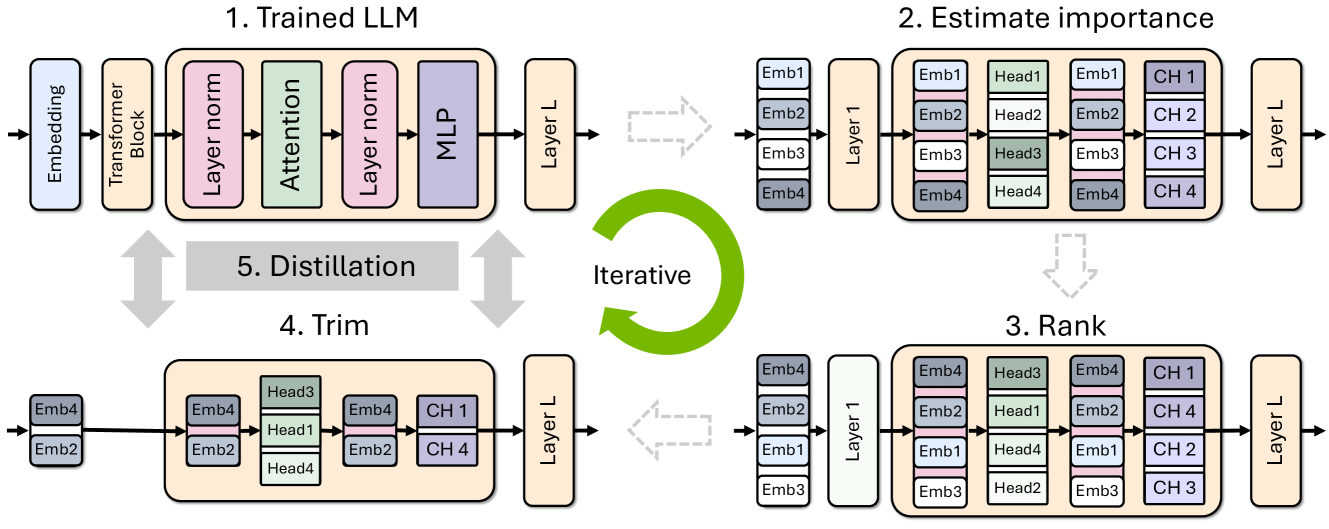 1. Trained LLM
Embedding
Transformer
Block
Layer norm
Attention
Layer norm
MLP
Layer L
2. Estimate importance
Emb1
Emb2
Emb3
Emb4
Layer 1
Emb1
Emb2
Emb3
Emb4
Head1
Head2
Head3
Head4
Emb1
Emb2
Emb3
Emb4
CH 1
CH 2
CH 3
CH 4
Layer L
5. Distillation
Iterative
4. Trim
Emb4
Emb2
Emb4
Emb2
Head3
Head1
Head4
Emb4
Emb2
CH 1
CH 4
Layer L
3. Rank
Emb4
Emb2
Emb1
Emb3
Layer 1
Emb4
Emb2
Emb1
Emb3
Head3
Head1
Head4
Head2
Emb4
Emb2
Emb1
Emb3
CH 1
CH 4
CH 2
CH 3
Layer L